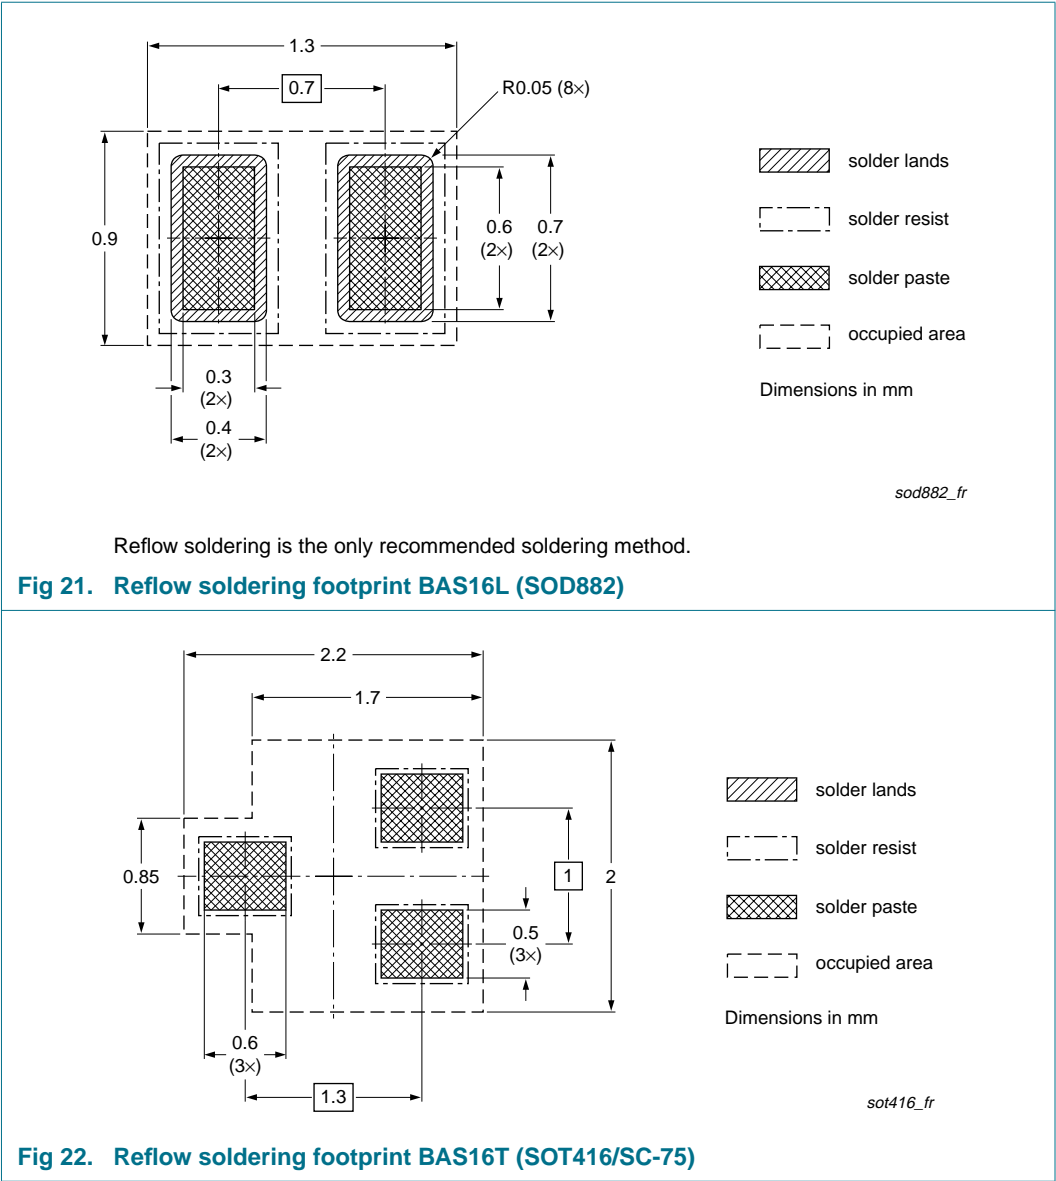 1.3
0.7
R0.05 (8×)
0.9
0.6
(2×)
0.7
(2×)
0.3
(2×)
0.4
(2×)
solder lands
solder resist
solder paste
occupied area
Dimensions in mm
sod882_fr
Reflow soldering is the only recommended soldering method.
Fig 21. Reflow soldering footprint BAS16L (SOD882)
2.2
1.7
0.85
1
2
0.5
(3×)
0.6
(3×)
1.3
solder lands
solder resist
solder paste
occupied area
Dimensions in mm
sot416_fr
Fig 22. Reflow soldering footprint BAS16T (SOT416/SC-75)